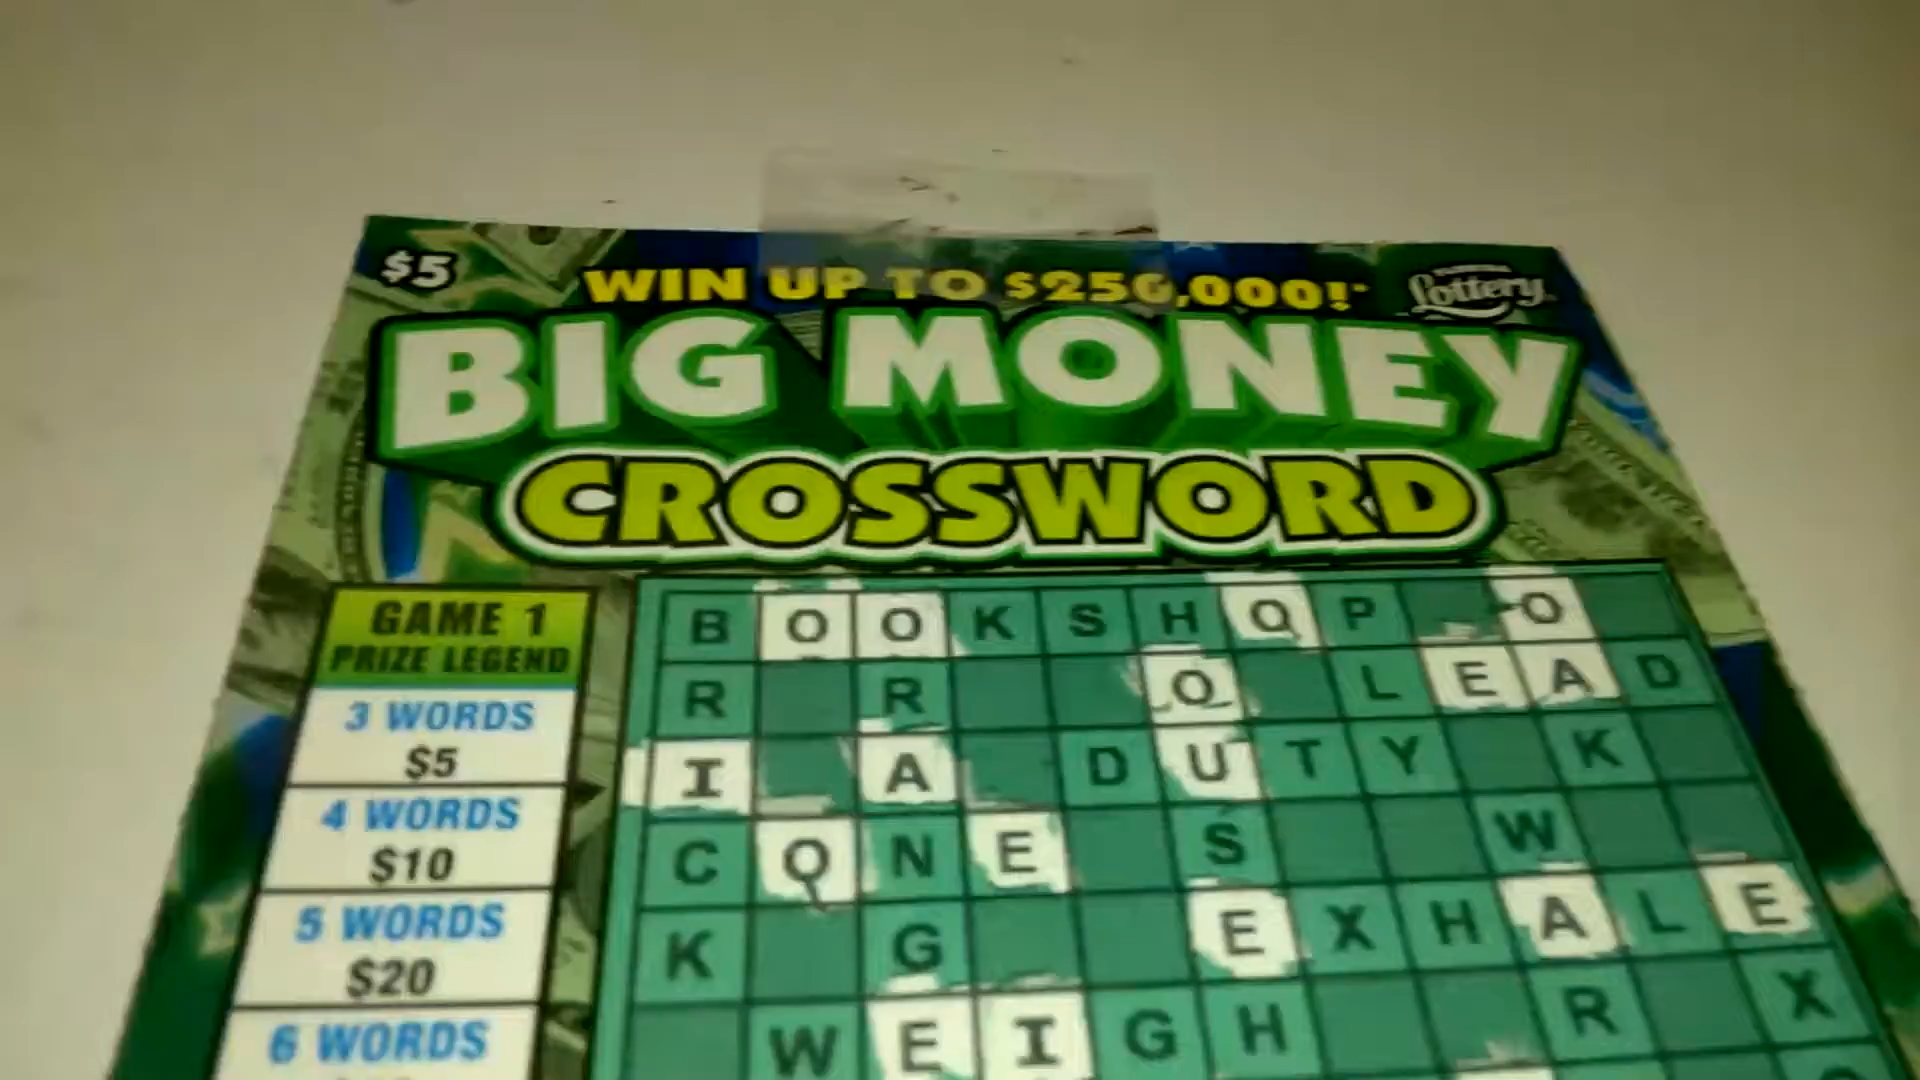 $5
WIN UP TO $250,000!*
Lottery
BIG MONEY
CROSSWORD
GAME 1
PRIZE LEGEND
3 WORDS
$5
4 WORDS
$10
5 WORDS
$20
6 WORDS
B O O K S H O P O
R R O L E A D
I A D U T Y K
C O N E S W
K G E X H A L E
W E I G H R X